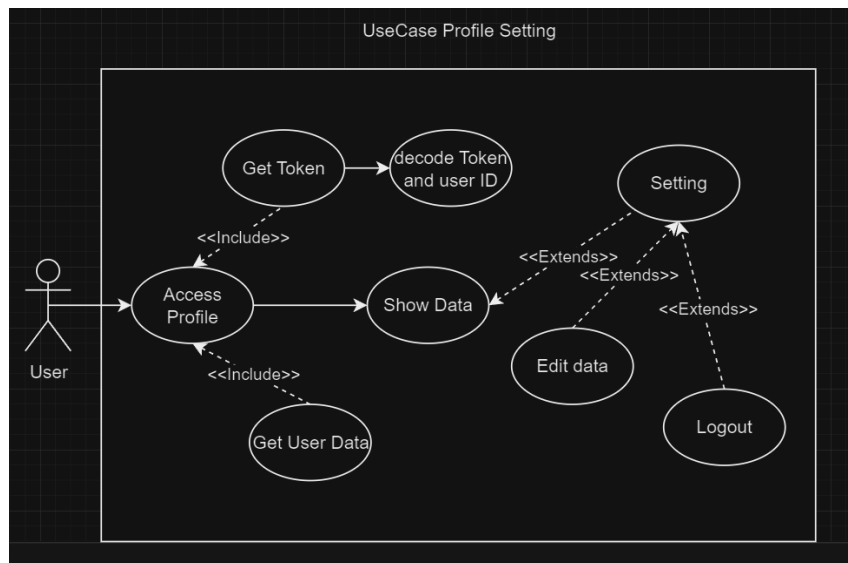 UseCase Profile Setting
Get Token
decode Token
and user ID
Setting
<<Include>>
<<Extends>>
<<Extends>>
Access
Profile
Show Data
<<Extends>>
User
<<Include>>
Edit data
Get User Data
Logout